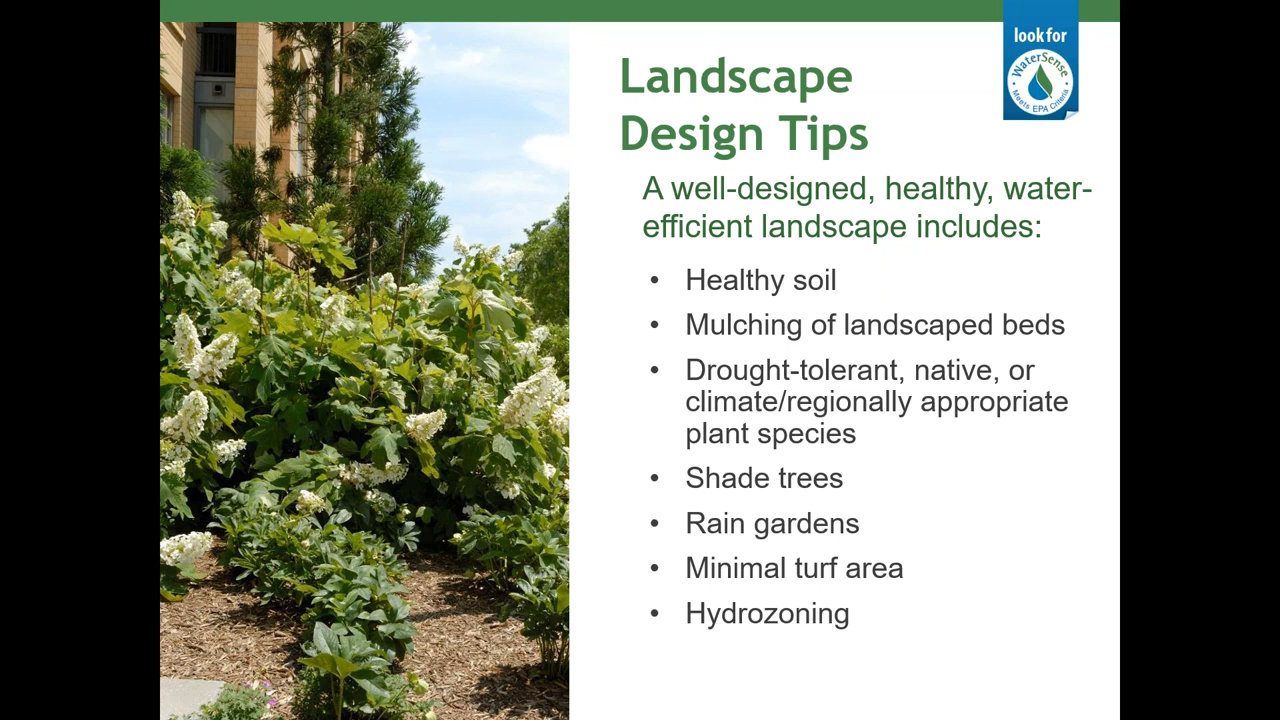 look for
WaterSense
Meets EPA Criteria
Landscape
Design Tips
A well-designed, healthy, water-
efficient landscape includes:
• Healthy soil
• Mulching of landscaped beds
• Drought-tolerant, native, or
climate/regionally appropriate
plant species
• Shade trees
• Rain gardens
• Minimal turf area
• Hydrozoning